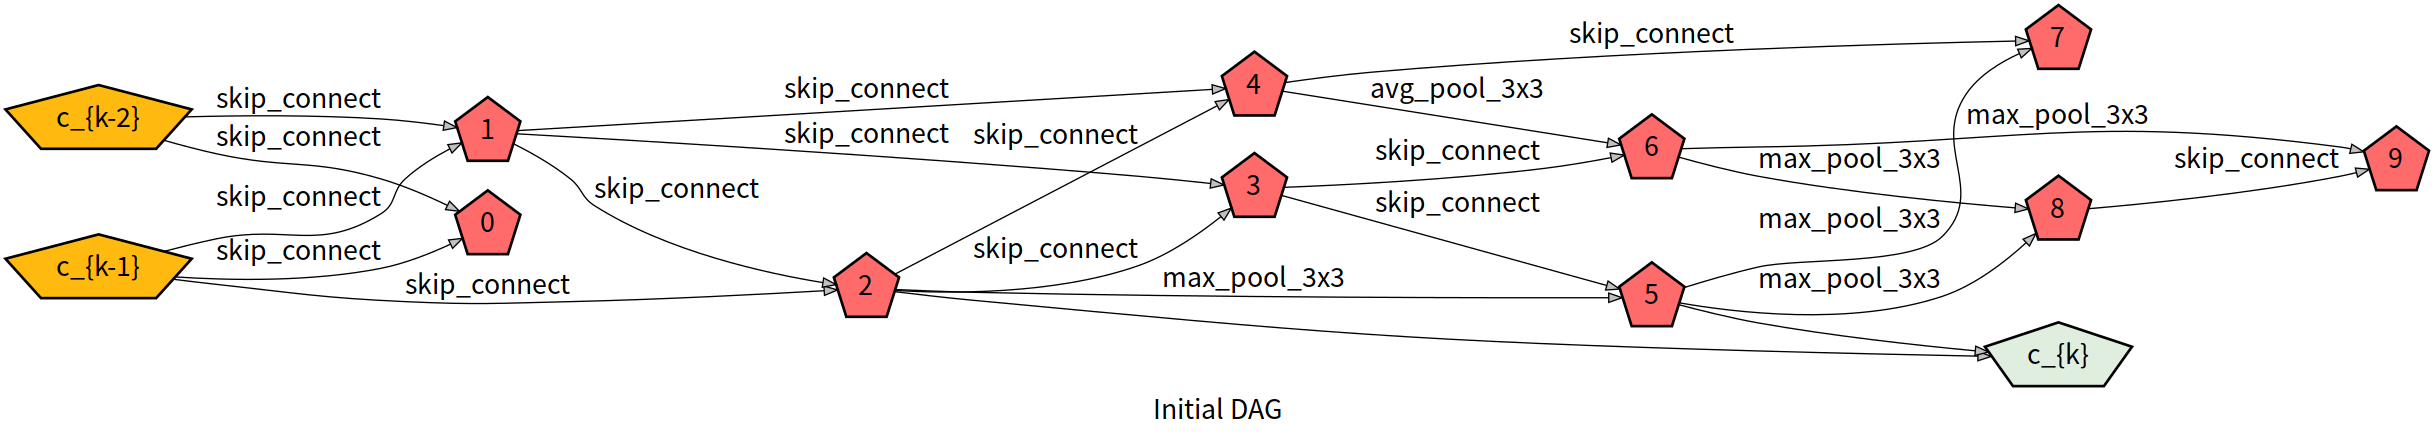 c_{k-2}
skip_connect
skip_connect
skip_connect
c_{k-1}
skip_connect
skip_connect
1
0
skip_connect
skip_connect
skip_connect
skip_connect
2
skip_connect
max_pool_3x3
4
3
skip_connect
avg_pool_3x3
skip_connect
skip_connect
6
5
max_pool_3x3
max_pool_3x3
max_pool_3x3
max_pool_3x3
7
8
skip_connect
9
c_{k}
Initial DAG